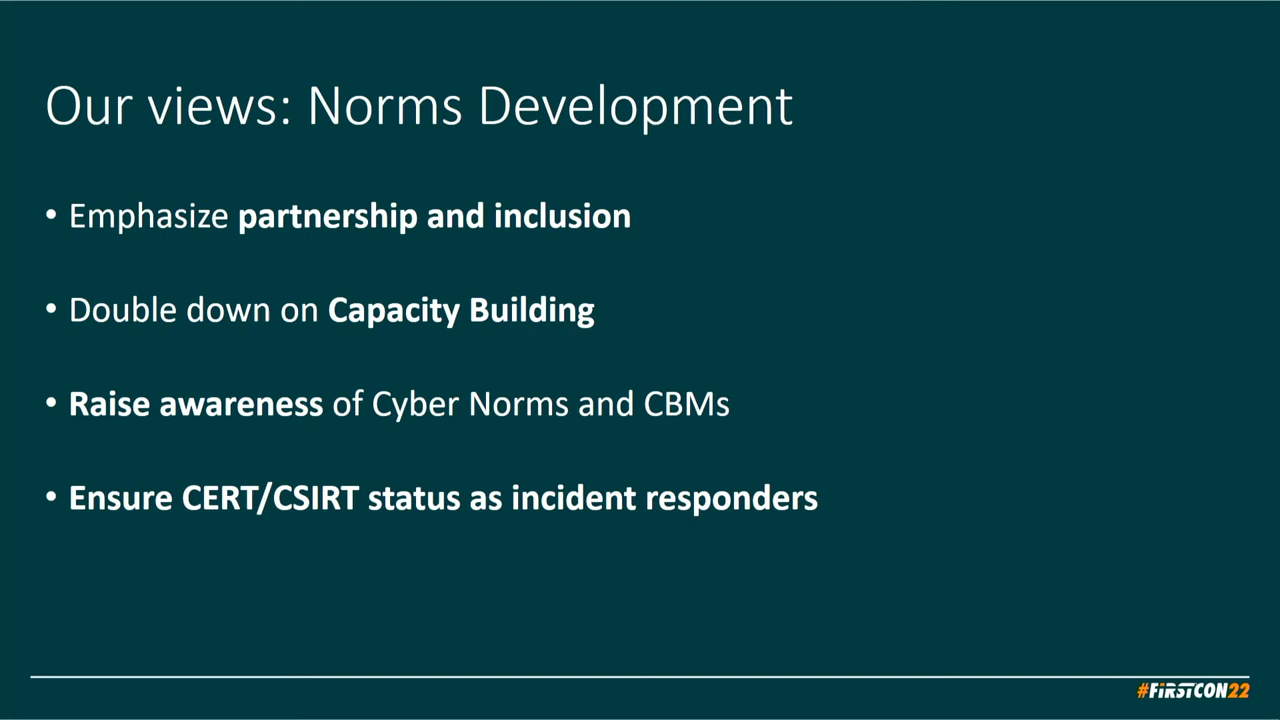 Our views: Norms Development
• Emphasize partnership and inclusion
• Double down on Capacity Building
• Raise awareness of Cyber Norms and CBMs
• Ensure CERT/CSIRT status as incident responders
#FiRSTCON22